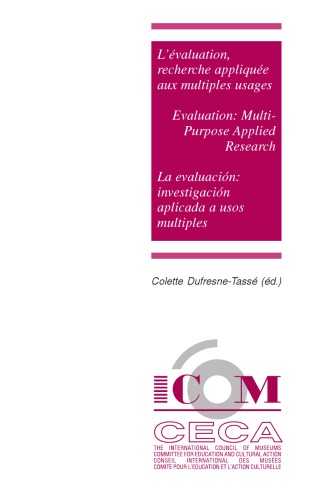 L'évaluation,
recherche appliquée
aux multiples usages
Evaluation: Multi-
Purpose Applied
Research
La evaluación:
investigación
aplicada a usos
multiples
Colette Dufresne-Tassé (éd.)
ICOM
CECA
THE INTERNATIONAL COUNCIL OF MUSEUMS
COMMITTEE FOR EDUCATION AND CULTURAL ACTION
CONSEIL INTERNATIONAL DES MUSÉES
COMITE POUR L'EDUCATION ET L'ACTION CULTURELLE